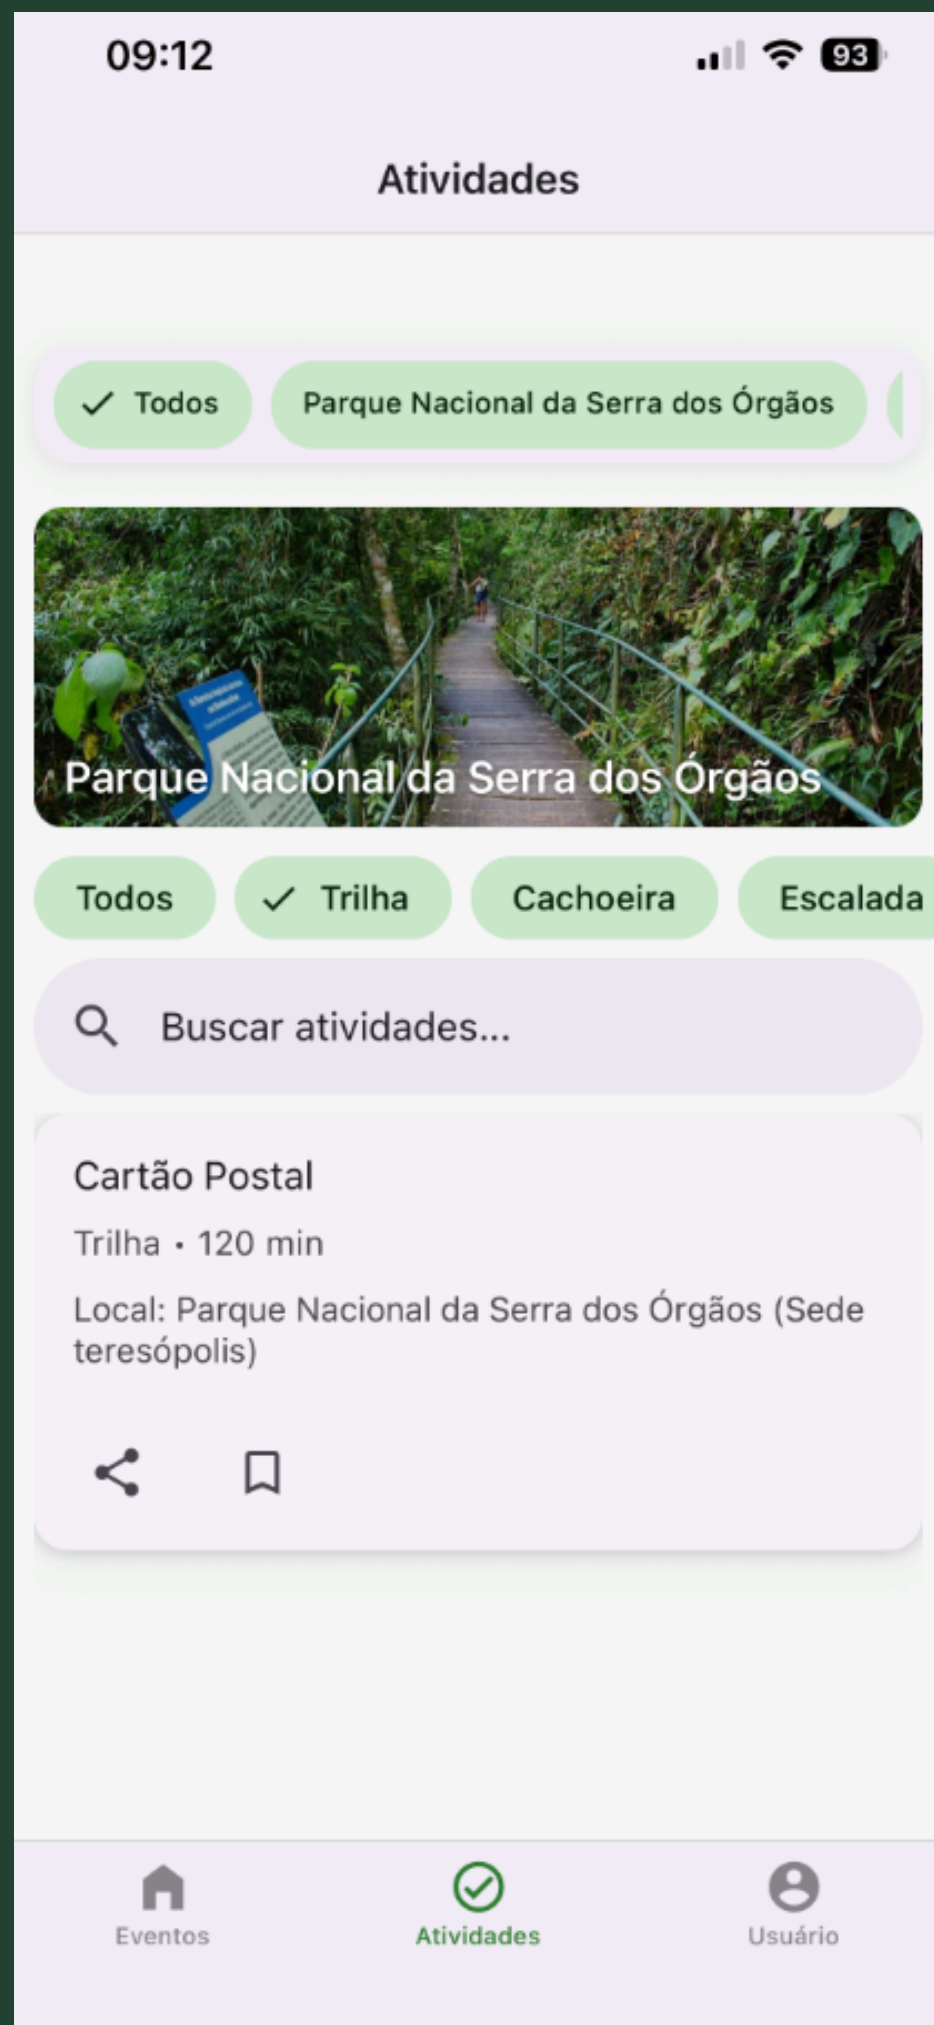 09:12
93
Atividades
Todos
Parque Nacional da Serra dos Órgãos
Parque Nacional da Serra dos Órgãos
Todos
Trilha
Cachoeira
Escalada
Buscar atividades...
Cartão Postal
Trilha • 120 min
Local: Parque Nacional da Serra dos Órgãos (Sede
teresópolis)
Eventos
Atividades
Usuário